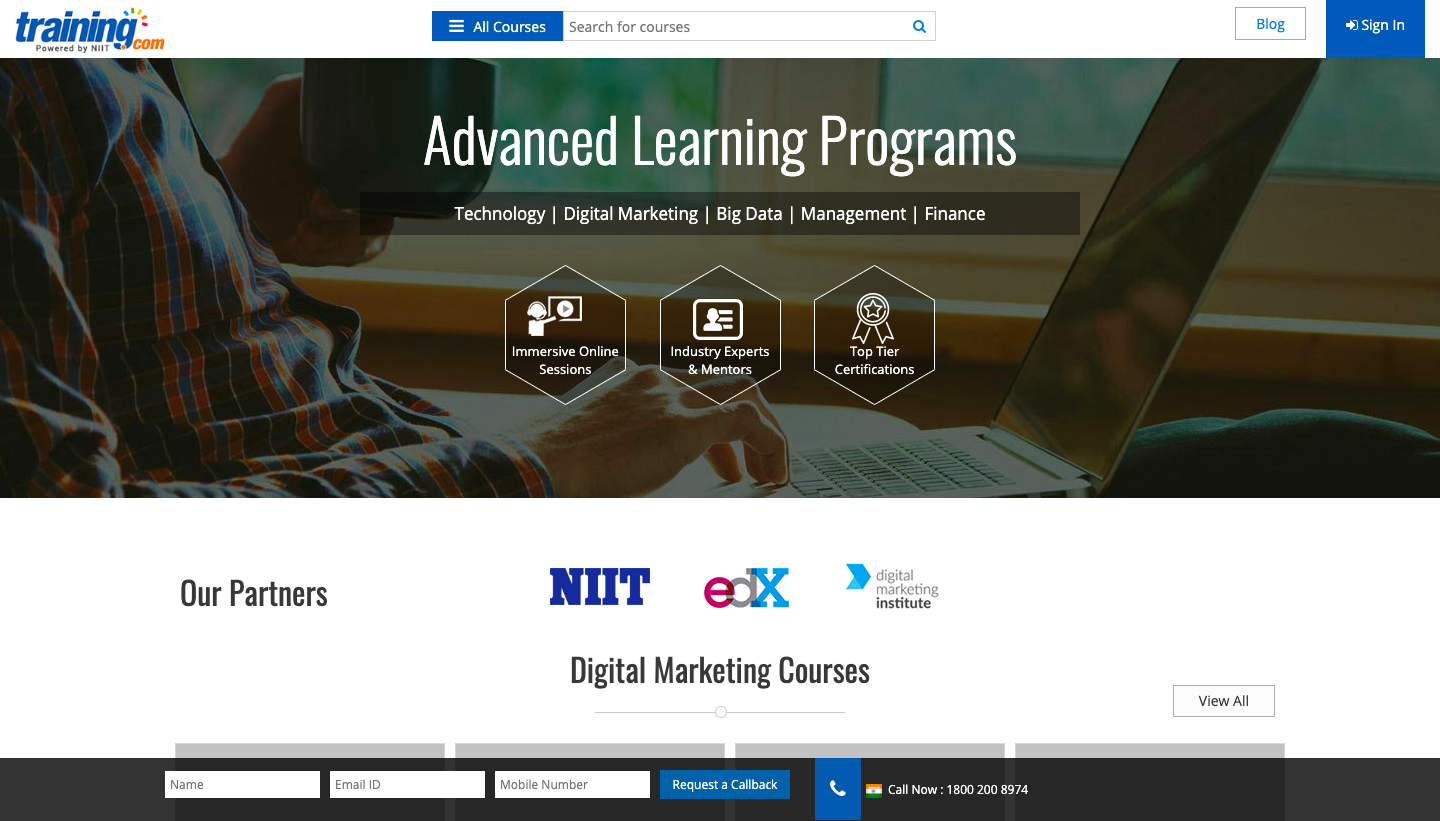 training.com
Powered by NIIT
All Courses
Search for courses
Blog
Sign In
Advanced Learning Programs
Technology | Digital Marketing | Big Data | Management | Finance
Immersive Online
Sessions
Industry Experts
& Mentors
Top Tier
Certifications
Our Partners
NIIT
edX
digital
marketing
institute
Digital Marketing Courses
View All
Name
Email ID
Mobile Number
Request a Callback
Call Now : 1800 200 8974